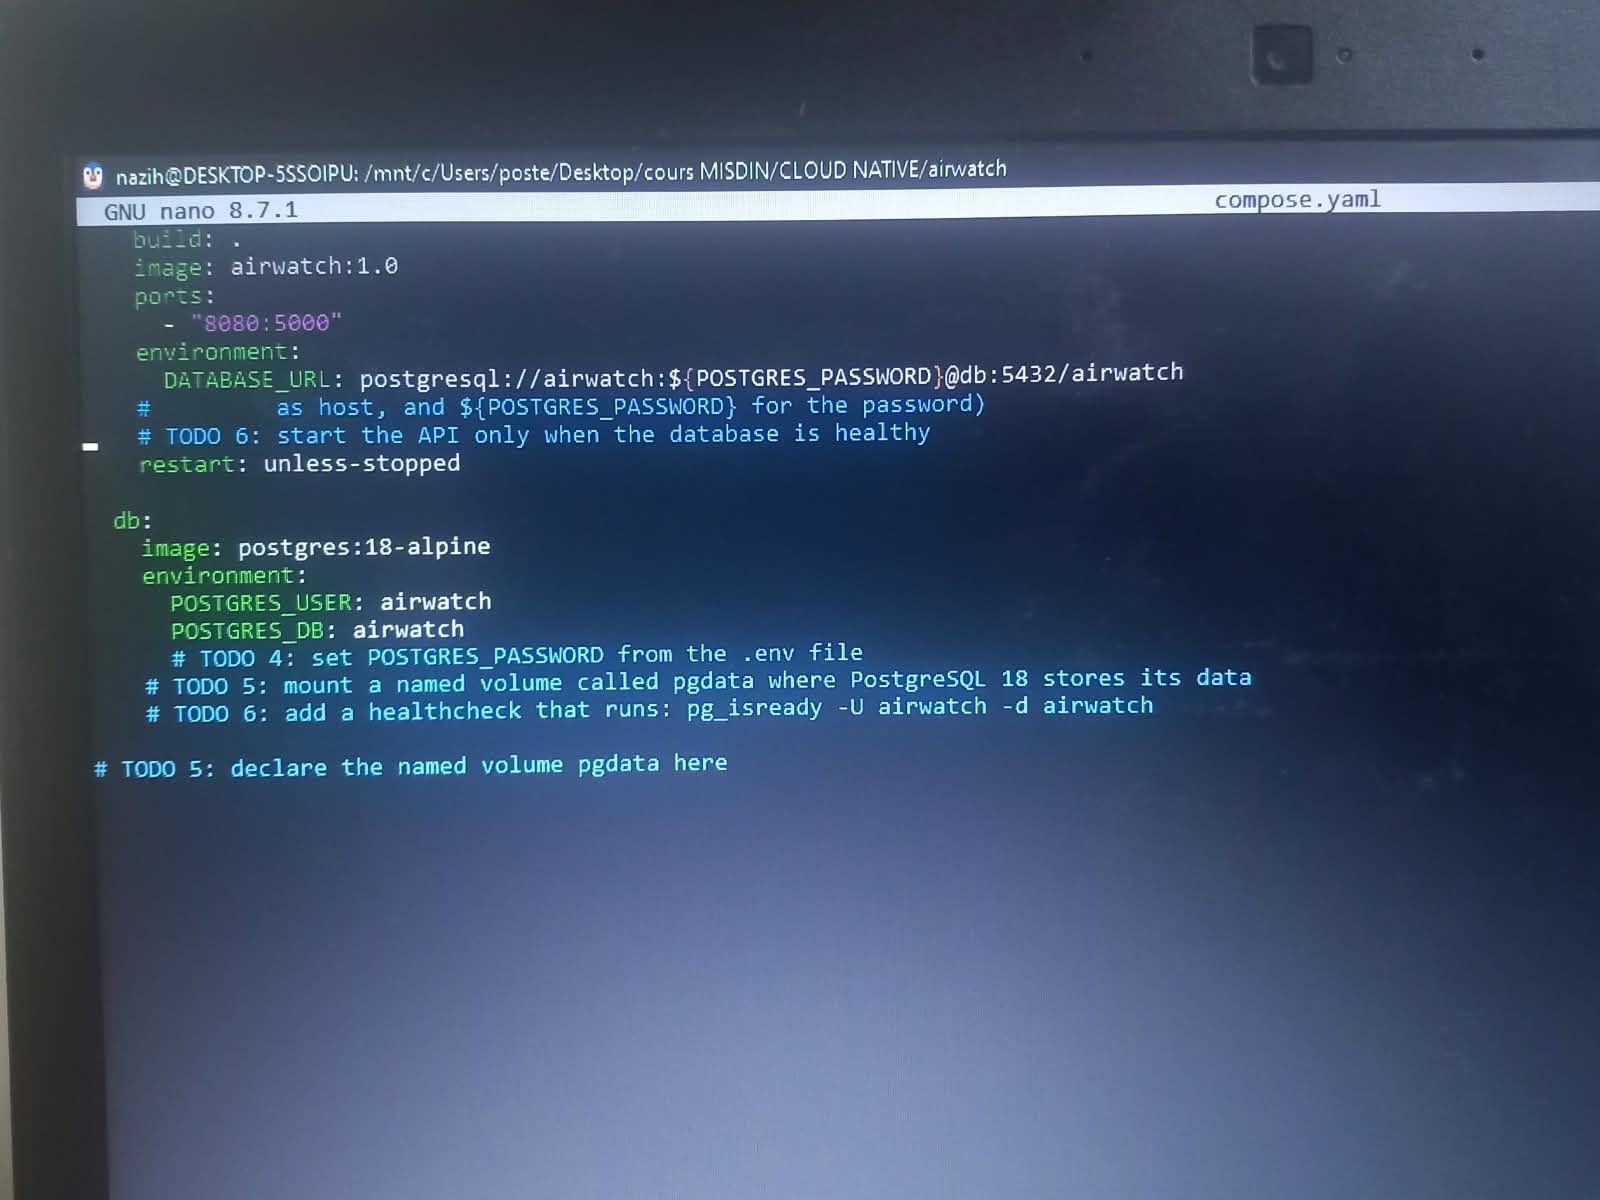 nazih@DESKTOP-5SSOIPU: /mnt/c/Users/poste/Desktop/cours MISDIN/CLOUD NATIVE/airwatch
GNU nano 8.7.1 compose.yaml
build: .
image: airwatch:1.0
ports:
- "8080:5000"
environment:
DATABASE_URL: postgresql://airwatch:${POSTGRES_PASSWORD}@db:5432/airwatch
# as host, and ${POSTGRES_PASSWORD} for the password)
# TODO 6: start the API only when the database is healthy
restart: unless-stopped
db:
image: postgres:18-alpine
environment:
POSTGRES_USER: airwatch
POSTGRES_DB: airwatch
# TODO 4: set POSTGRES_PASSWORD from the .env file
# TODO 5: mount a named volume called pgdata where PostgreSQL 18 stores its data
# TODO 6: add a healthcheck that runs: pg_isready -U airwatch -d airwatch
# TODO 5: declare the named volume pgdata here